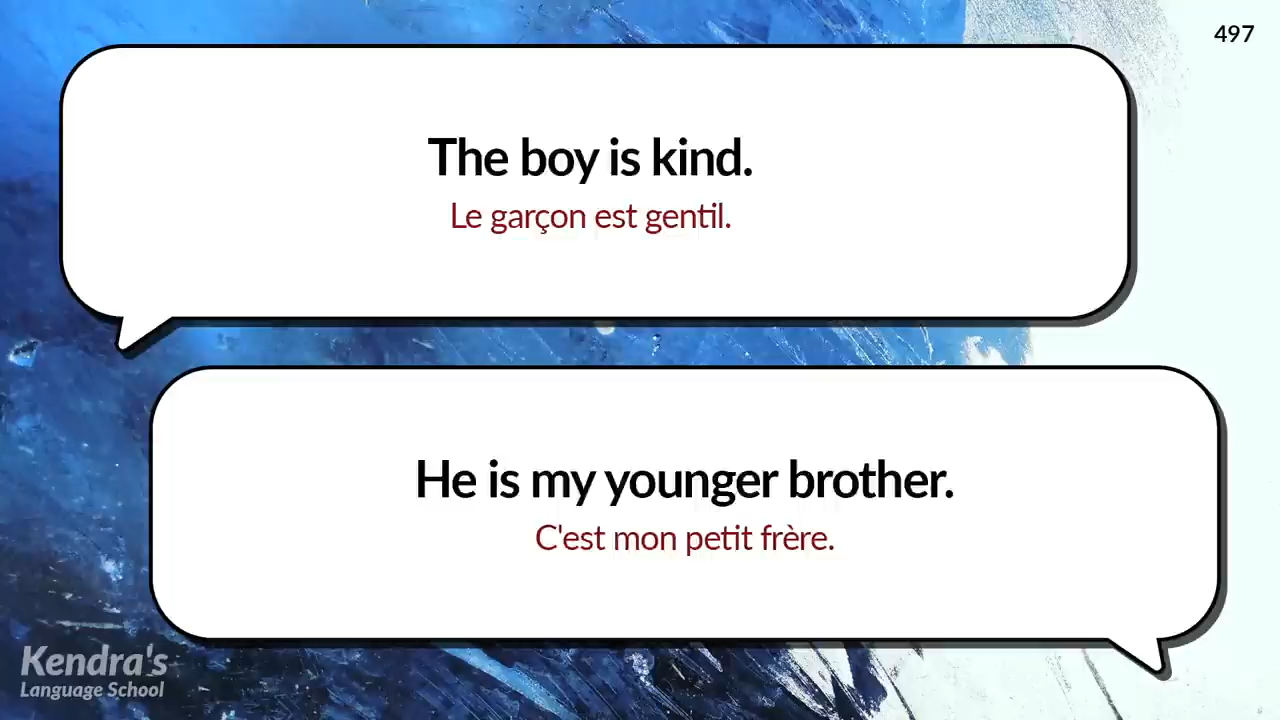 497
The boy is kind.
Le garçon est gentil.
He is my younger brother.
C'est mon petit frère.
Kendra's
Language School